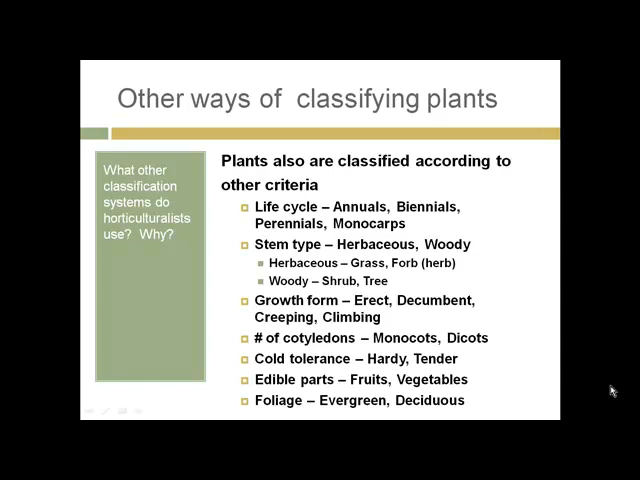 Other ways of classifying plants
What other
classification
systems do
horticulturalists
use? Why?
Plants also are classified according to
other criteria
Life cycle – Annuals, Biennials,
Perennials, Monocarps
Stem type – Herbaceous, Woody
Herbaceous – Grass, Forb (herb)
Woody – Shrub, Tree
Growth form – Erect, Decumbent,
Creeping, Climbing
# of cotyledons – Monocots, Dicots
Cold tolerance – Hardy, Tender
Edible parts – Fruits, Vegetables
Foliage – Evergreen, Deciduous